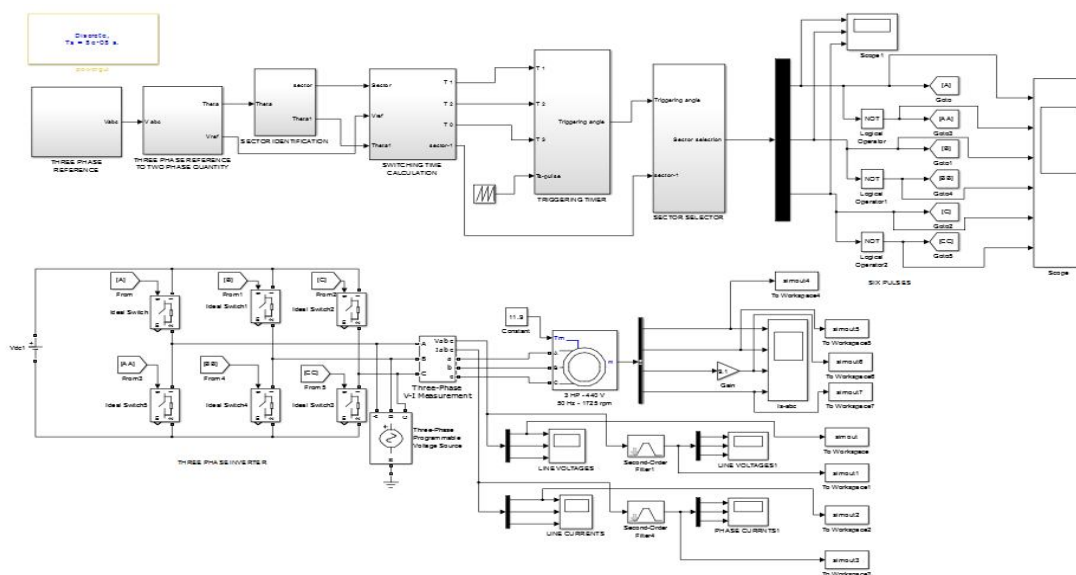 Discrete,
Ts = 5e-05 s.
powergui
Vabc
THREE PHASE
REFERENCE
V abc
Theta
Vref
THREE PHASE REFERENCE
TO TWO PHASE QUANTITY
Theta
sector
Theta1
SECTOR IDENTIFICATION
Sector
Vref
Theta1
T 1
T 2
T 0
sector-1
SWITCHING TIME
CALCULATION
T 1
T 2
Ts-pulse
Triggering angle
TRIGGERING TIMER
Triggering angle
sector-1
Sector selection
SECTOR SELECTOR
Scope1
[A]
Goto
NOT
Logical
Operator
[AA]
Goto3
[B]
Goto1
NOT
Logical
Operator1
[BB]
Goto4
[C]
Goto2
NOT
Logical
Operator2
[CC]
Goto5
SIX PULSES
Scope
Vdc1
[A]
From
Ideal Switch
[B]
From1
Ideal Switch1
[C]
From2
Ideal Switch2
[AA]
From3
Ideal Switch5
[BB]
From4
Ideal Switch4
[CC]
From5
Ideal Switch3
THREE PHASE INVERTER
A
B
C
Vabc
Iabc
a
b
c
Three-Phase
V-I Measurement
A
B
C
N
Three-Phase
Programmable
Voltage Source
11.9
Constant
Tm
A
B
C
m
3 HP - 440 V
50 Hz - 1725 rpm
Gain
is-abc
simout4
To Workspace4
simout5
To Workspace5
simout6
To Workspace6
simout7
To Workspace7
LINE VOLTAGES
Second-Order
Filter1
LINE VOLTAGES1
simout
To Workspace
simout1
To Workspace1
LINE CURRENTS
Second-Order
Filter4
PHASE CURRNTS1
simout2
To Workspace2
simout3
To Workspace3